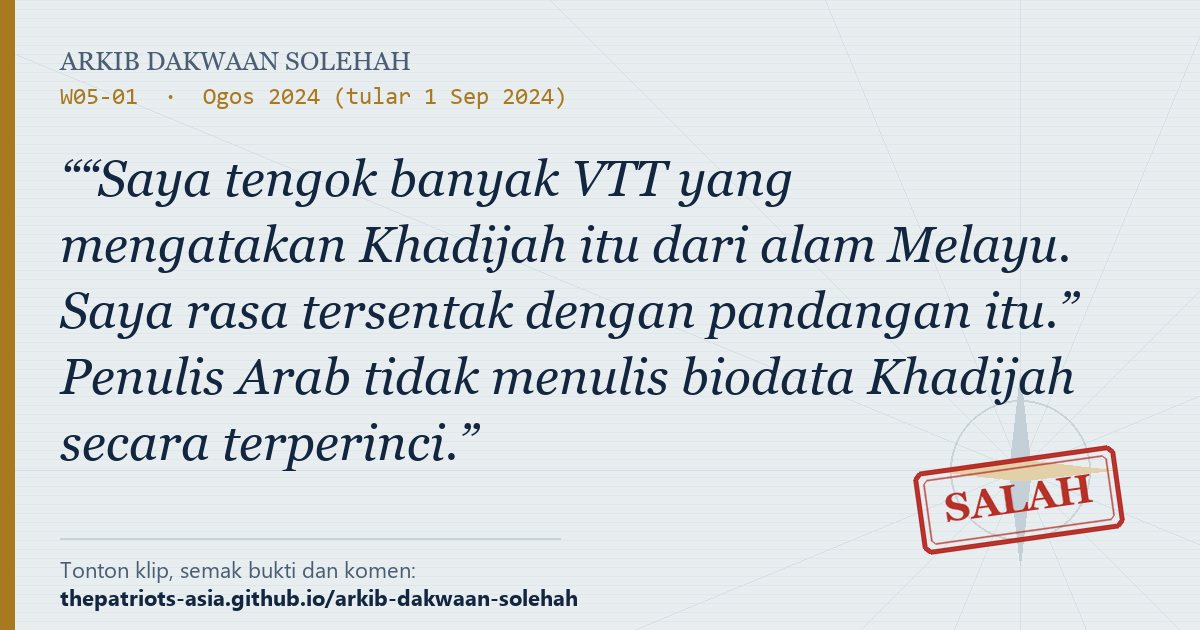 ARKIB DAKWAAN SOLEHAH
W05-01 · Ogos 2024 (tular 1 Sep 2024)
““Saya tengok banyak VTT yang
mengatakan Khadijah itu dari alam Melayu.
Saya rasa tersentak dengan pandangan itu.”
Penulis Arab tidak menulis biodata Khadijah
secara terperinci.”
SALAH
Tonton klip, semak bukti dan komen:
thepatriots-asia.github.io/arkib-dakwaan-solehah